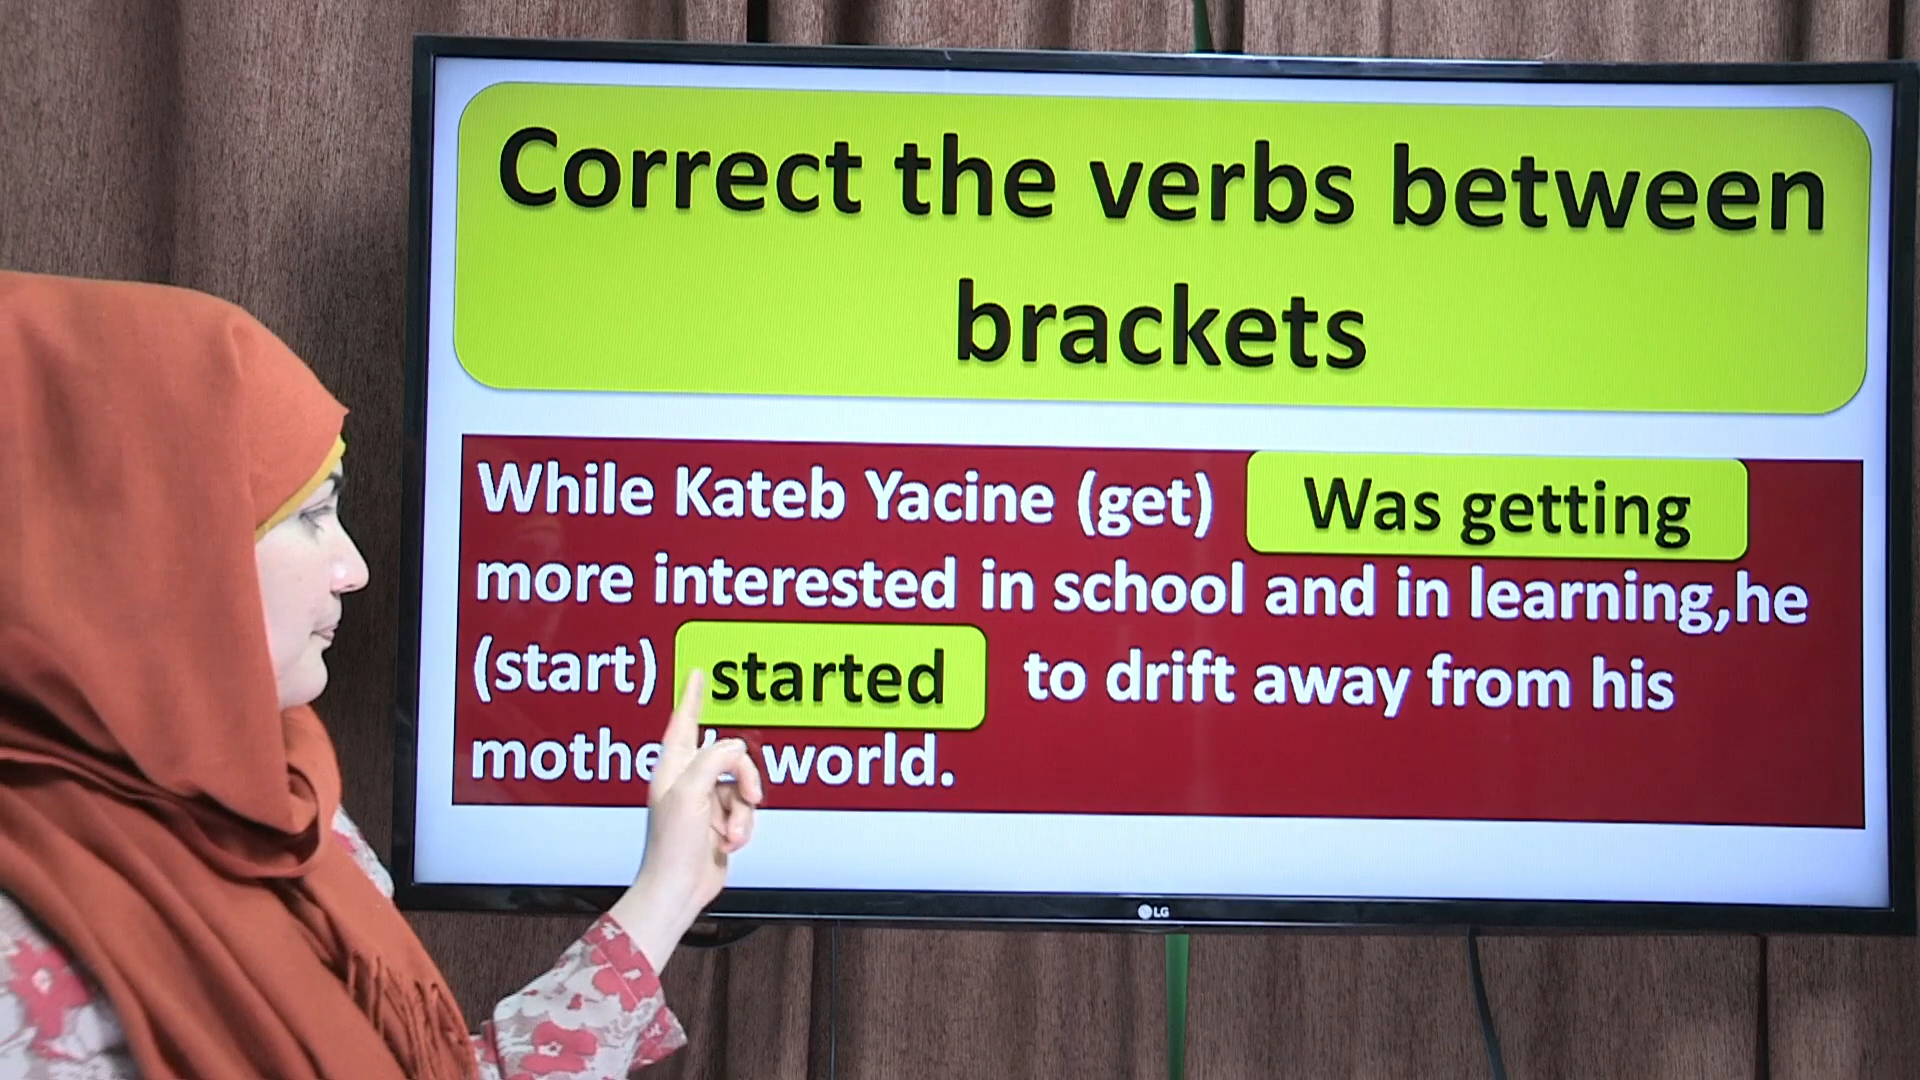 Correct the verbs between
brackets
While Kateb Yacine (get) Was getting
more interested in school and in learning,he
(start) started to drift away from his
world.
LG